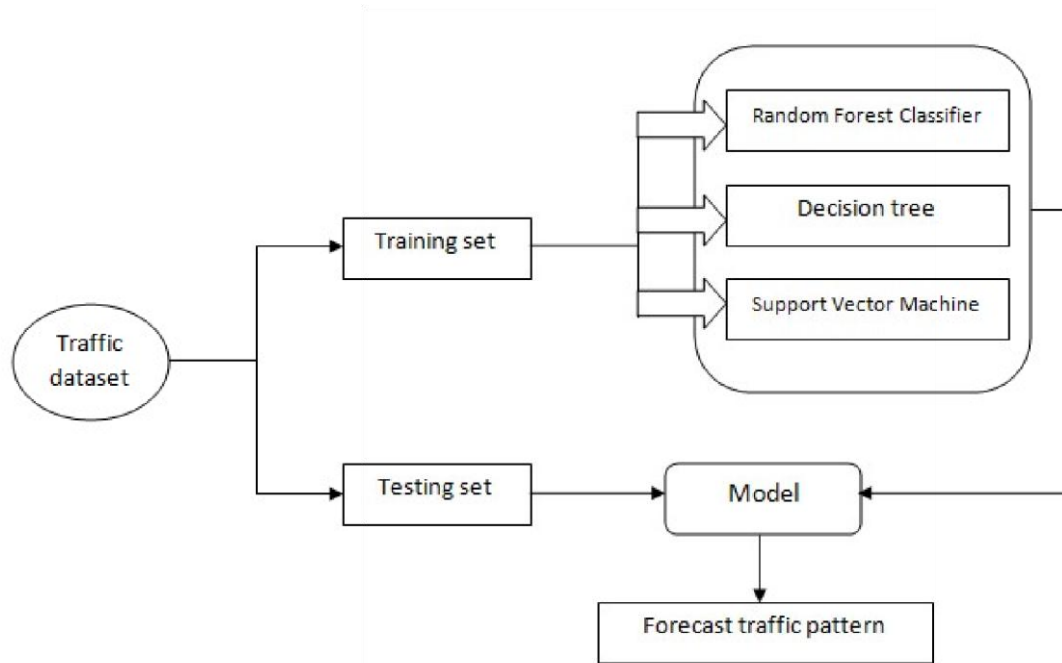 Random Forest Classifier
Decision tree
Training set
Support Vector Machine
Traffic
dataset
Testing set
Model
Forecast traffic pattern